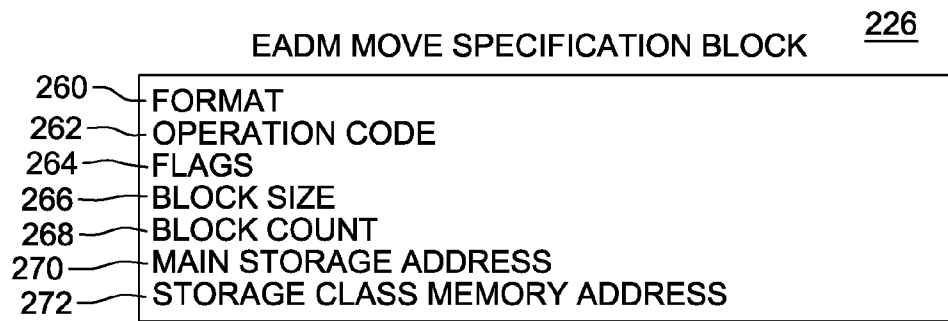 226
EADM MOVE SPECIFICATION BLOCK
260 FORMAT
262 OPERATION CODE
264 FLAGS
266 BLOCK SIZE
268 BLOCK COUNT
270 MAIN STORAGE ADDRESS
272 STORAGE CLASS MEMORY ADDRESS